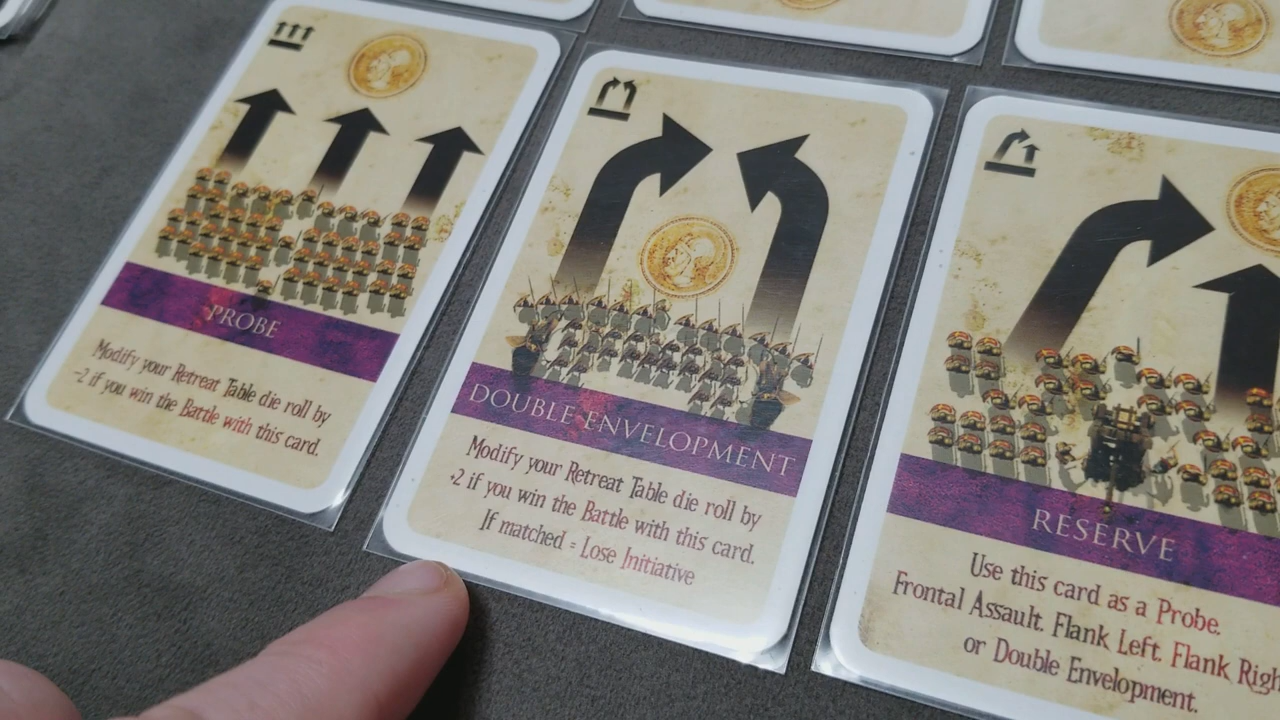 PROBE
Modify your Retreat Table die roll by
-2 if you win the Battle with this card.
DOUBLE ENVELOPMENT
Modify your Retreat Table die roll by
+2 if you win the Battle with this card.
If matched = Lose Initiative
RESERVE
Use this card as a Probe,
Frontal Assault, Flank Left, Flank Righ
or Double Envelopment.